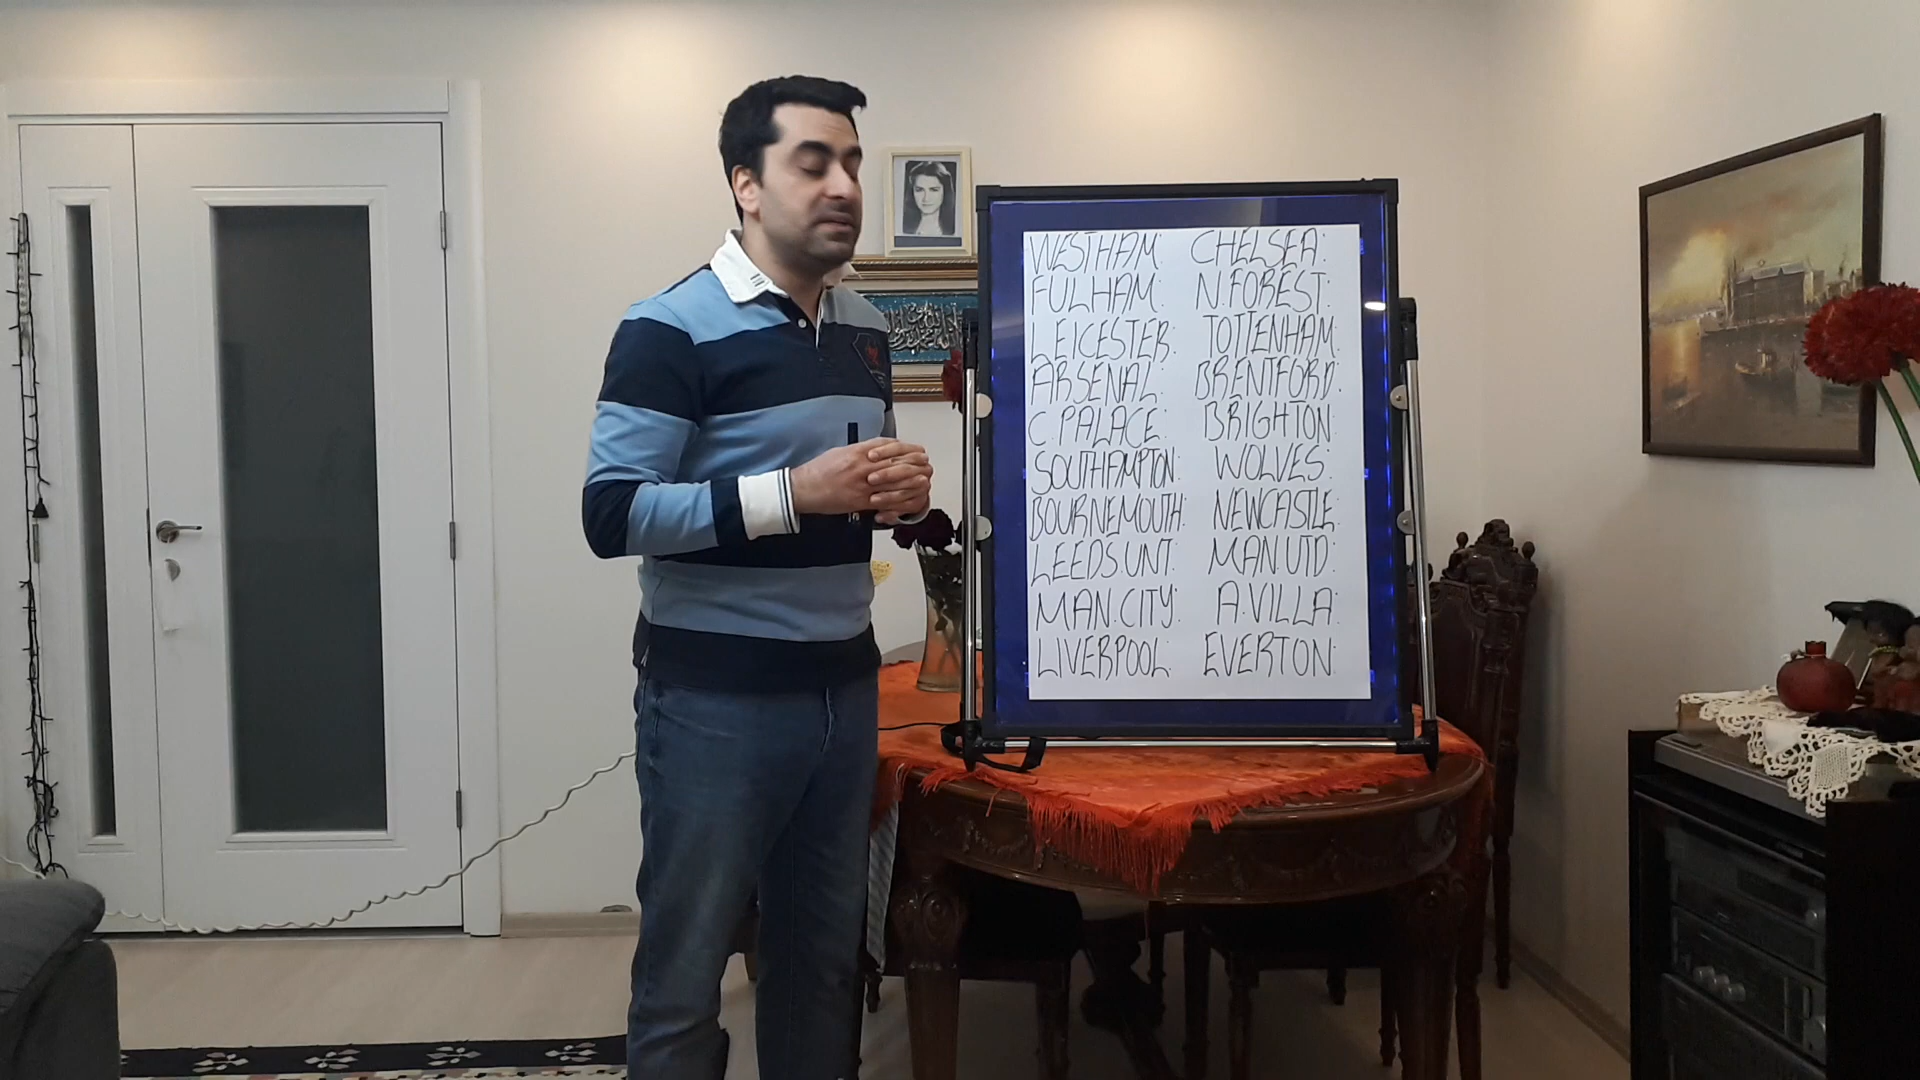 WESTHAM: CHELSEA:
FULHAM: N.FOREST:
LEICESTER: TOTTENHAM:
ARSENAL: BRENTFORD:
C.PALACE: BRIGHTON:
SOUTHAMPTON: WOLVES:
BOURNEMOUTH: NEWCASTLE:
LEEDS.UNT: MAN.UTD:
MAN.CITY: A.VILLA:
LIVERPOOL: EVERTON: